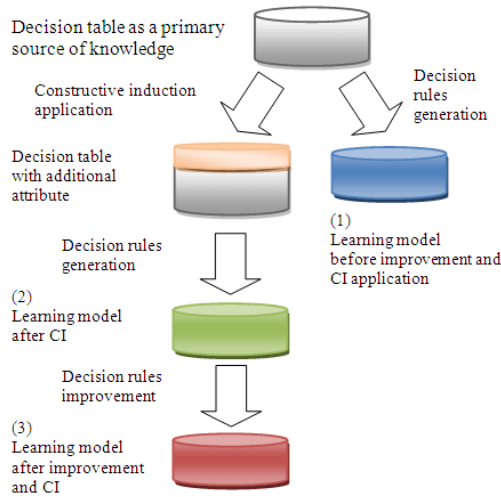 Decision table as a primary
source of knowledge
Constructive induction
application
Decision
rules
generation
Decision table
with additional
attribute
(1)
Learning model
before improvement and
CI application
Decision rules
generation
(2)
Learning model
after CI
Decision rules
improvement
(3)
Learning model
after improvement
and CI